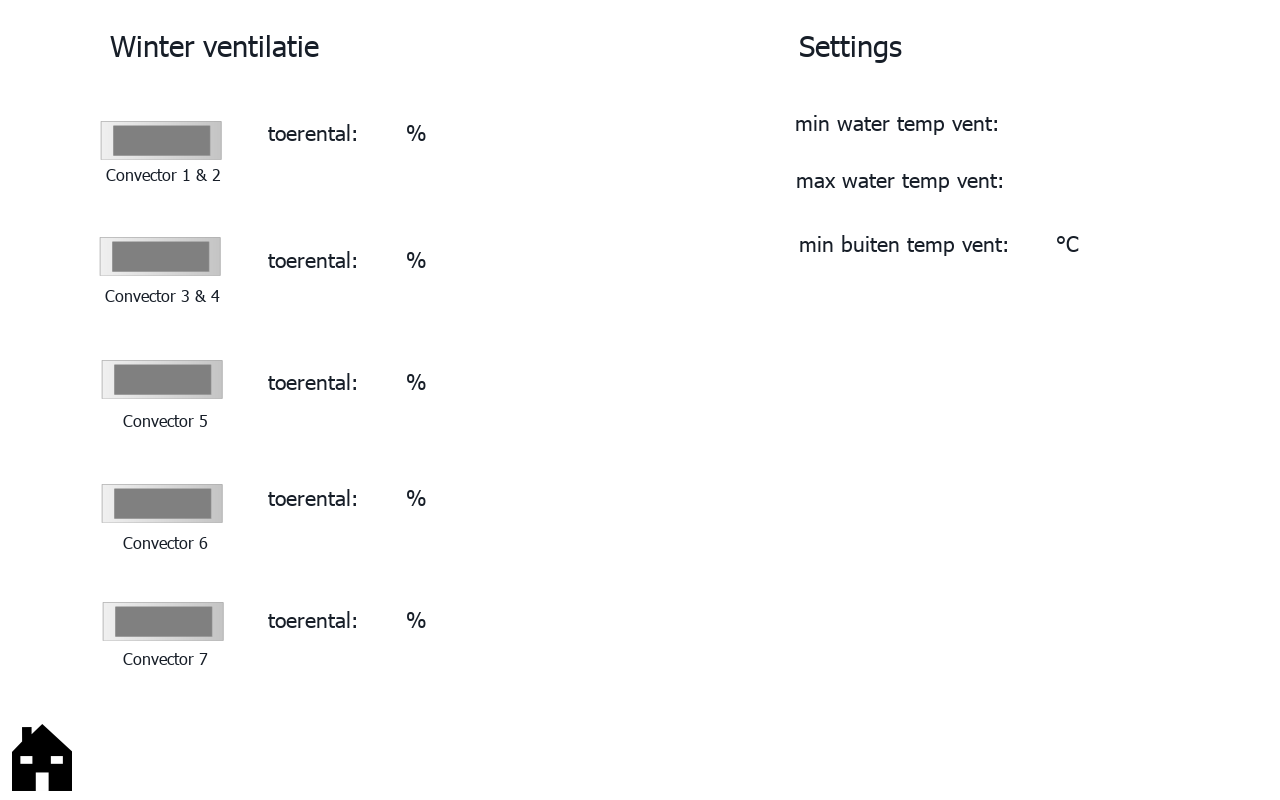 Winter ventilatie
toerental: %
Convector 1 & 2
toerental: %
Convector 3 & 4
toerental: %
Convector 5
toerental: %
Convector 6
toerental: %
Convector 7
Settings
min water temp vent:
max water temp vent:
min buiten temp vent: °C